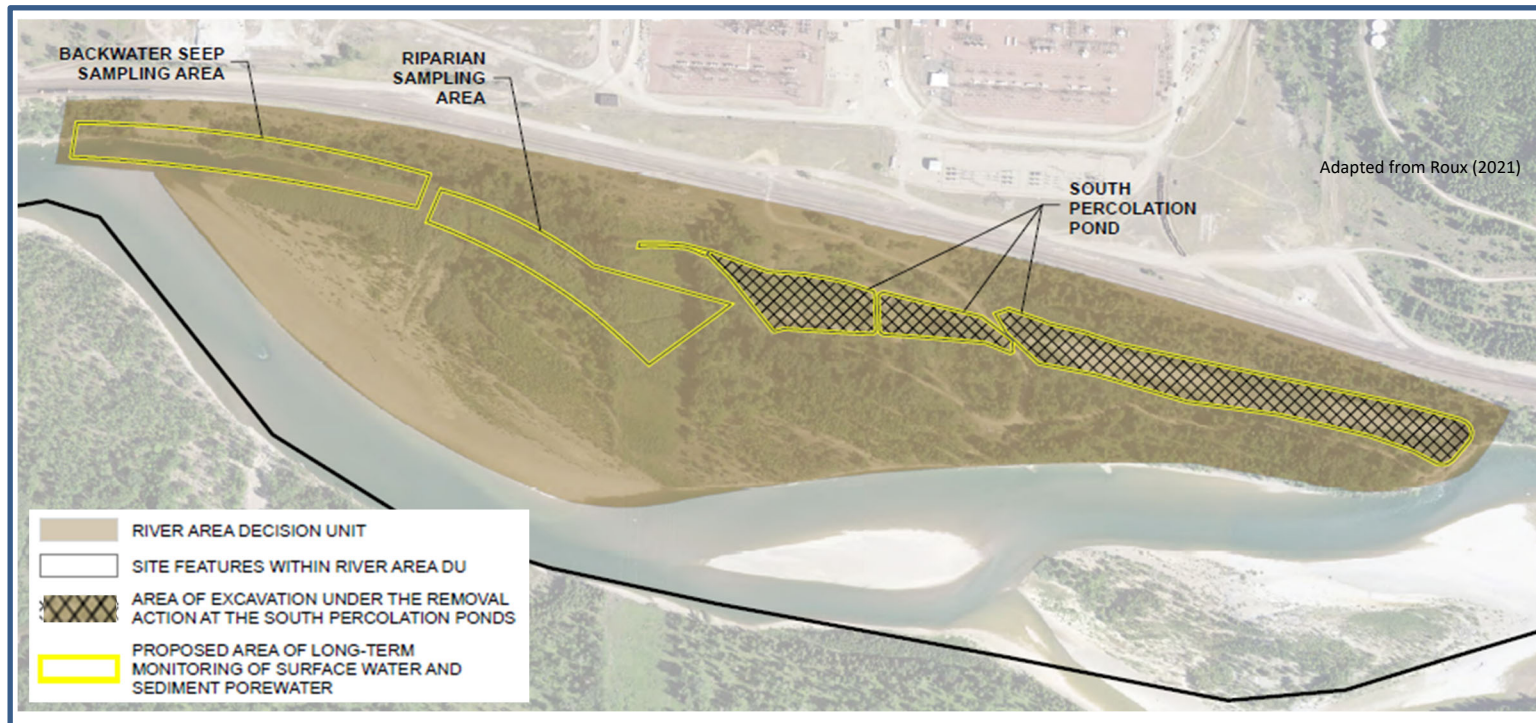 BACKWATER SEEP
SAMPLING AREA
RIPARIAN
SAMPLING
AREA
Adapted from Roux (2021)
SOUTH
PERCOLATION
POND
RIVER AREA DECISION UNIT
SITE FEATURES WITHIN RIVER AREA DU
AREA OF EXCAVATION UNDER THE REMOVAL
ACTION AT THE SOUTH PERCOLATION PONDS
PROPOSED AREA OF LONG-TERM
MONITORING OF SURFACE WATER AND
SEDIMENT POREWATER